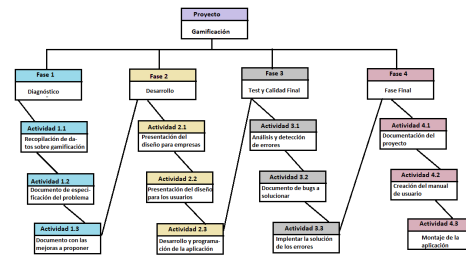 Proyecto
Gamificación
Fase 1
Diagnóstico
Fase 2
Desarrollo
Fase 3
Test y Calidad Final
Fase 4
Fase Final
Actividad 1.1
Recopilación de da-
tos sobre gamificación
Actividad 1.2
Documento de especi-
ficación del problema
Actividad 1.3
Documento con las
mejoras a proponer
Actividad 2.1
Presentación del
diseño para empresas
Actividad 2.2
Presentación del diseño
para los usuarios
Actividad 2.3
Desarrollo y programa-
ción de la aplicación
Actividad 3.1
Análisis y detección
de errores
Actividad 3.2
Documento de bugs a
solucionar
Actividad 3.3
Implentar la solución
de los errores
Actividad 4.1
Documentación del
proyecto
Actividad 4.2
Creación del manual
de usuario
Actividad 4.3
Montaje de la
aplicación